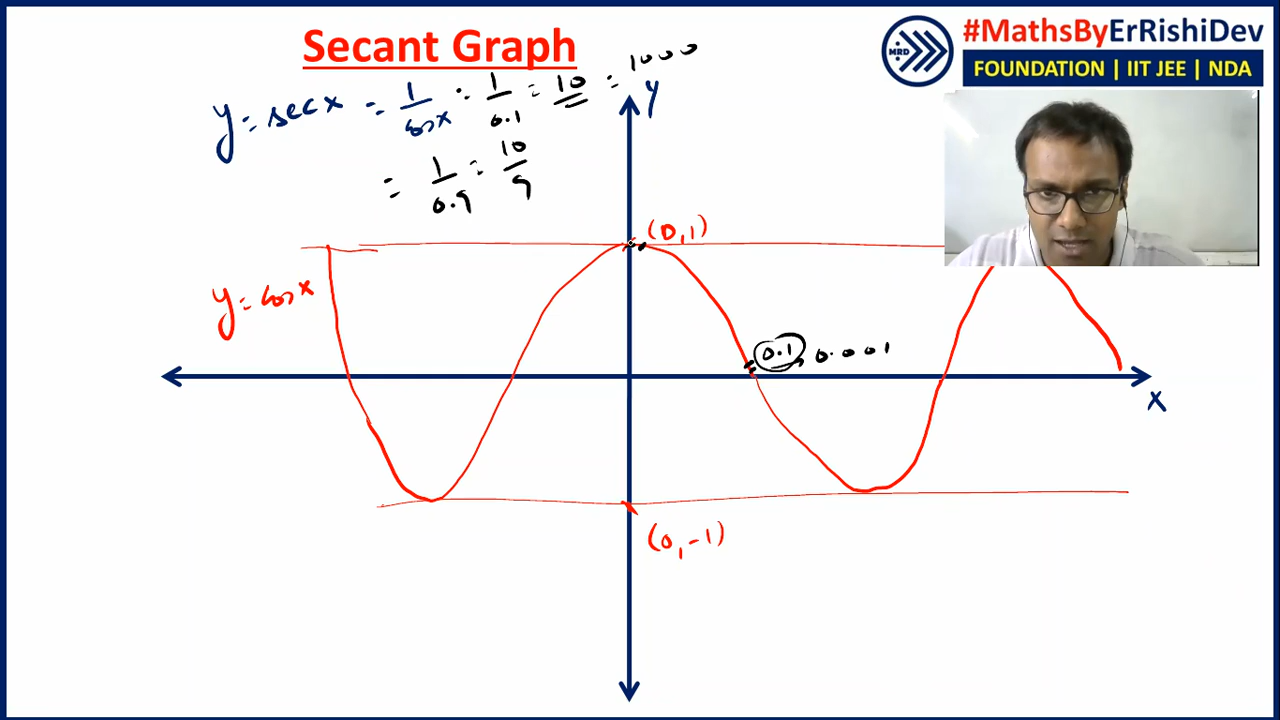 Secant Graph
#MathsByErRishiDev
MRD
FOUNDATION | IIT JEE | NDA
y = sec x = 1/cos x = 1/0.1 = 10 = 1000
= 1/0.9 = 10/9
y
(0,1)
y = cos x
0.1 0.001
x
(0,-1)